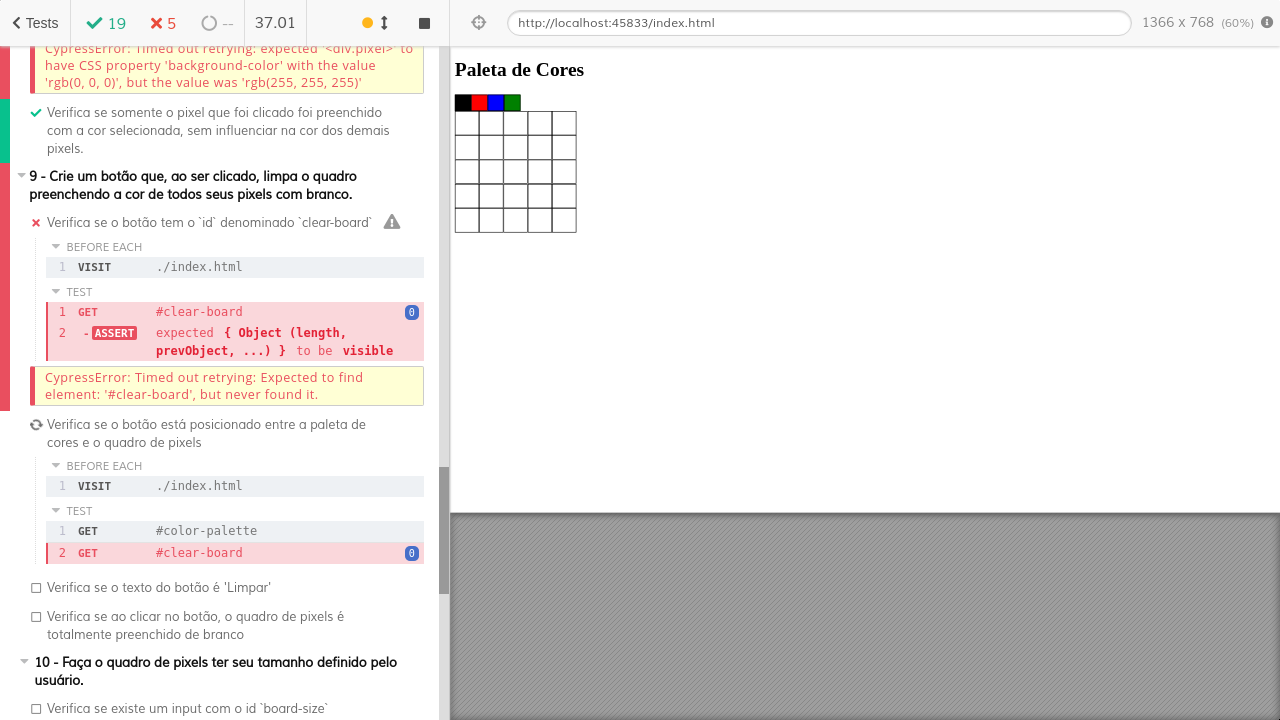 Tests
19
5
--
37.01
http://localhost:45833/index.html
1366 x 768 (60%)
CypressError: Timed out retrying: expected '<div.pixel>' to
have CSS property 'background-color' with the value
'rgb(0, 0, 0)', but the value was 'rgb(255, 255, 255)'
Verifica se somente o pixel que foi clicado foi preenchido
com a cor selecionada, sem influenciar na cor dos demais
pixels.
9 - Crie um botão que, ao ser clicado, limpa o quadro
preenchendo a cor de todos seus pixels com branco.
Verifica se o botão tem o `id` denominado `clear-board`
BEFORE EACH
1 VISIT ./index.html
TEST
1 GET #clear-board 0
2 - ASSERT expected { Object (length,
prevObject, ...) } to be visible
CypressError: Timed out retrying: Expected to find
element: '#clear-board', but never found it.
Verifica se o botão está posicionado entre a paleta de
cores e o quadro de pixels
BEFORE EACH
1 VISIT ./index.html
TEST
1 GET #color-palette
2 GET #clear-board 0
Verifica se o texto do botão é 'Limpar'
Verifica se ao clicar no botão, o quadro de pixels é
totalmente preenchido de branco
10 - Faça o quadro de pixels ter seu tamanho definido pelo
usuário.
Verifica se existe um input com o id `board-size`
Paleta de Cores